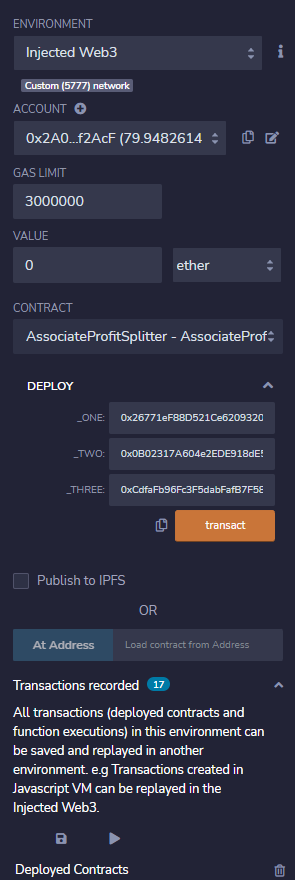 ENVIRONMENT
Injected Web3
Custom (5777) network
ACCOUNT
0x2A0...f2AcF (79.9482614
GAS LIMIT
3000000
VALUE
0 ether
CONTRACT
AssociateProfitSplitter - AssociateProf
DEPLOY
_ONE: 0x26771eF88D521Ce6209320
_TWO: 0x0B02317A604e2EDE918dE5
_THREE: 0xCdfaFb96Fc3F5dabFafB7F58
transact
Publish to IPFS
OR
At Address Load contract from Address
Transactions recorded 17
All transactions (deployed contracts and
function executions) in this environment can
be saved and replayed in another
environment. e.g Transactions created in
Javascript VM can be replayed in the
Injected Web3.
Deployed Contracts